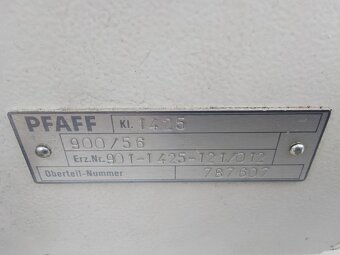 PFAFF Kl. 1425
900/56
Erz.Nr. 901-1425-121/012
Oberteil-Nummer 787607